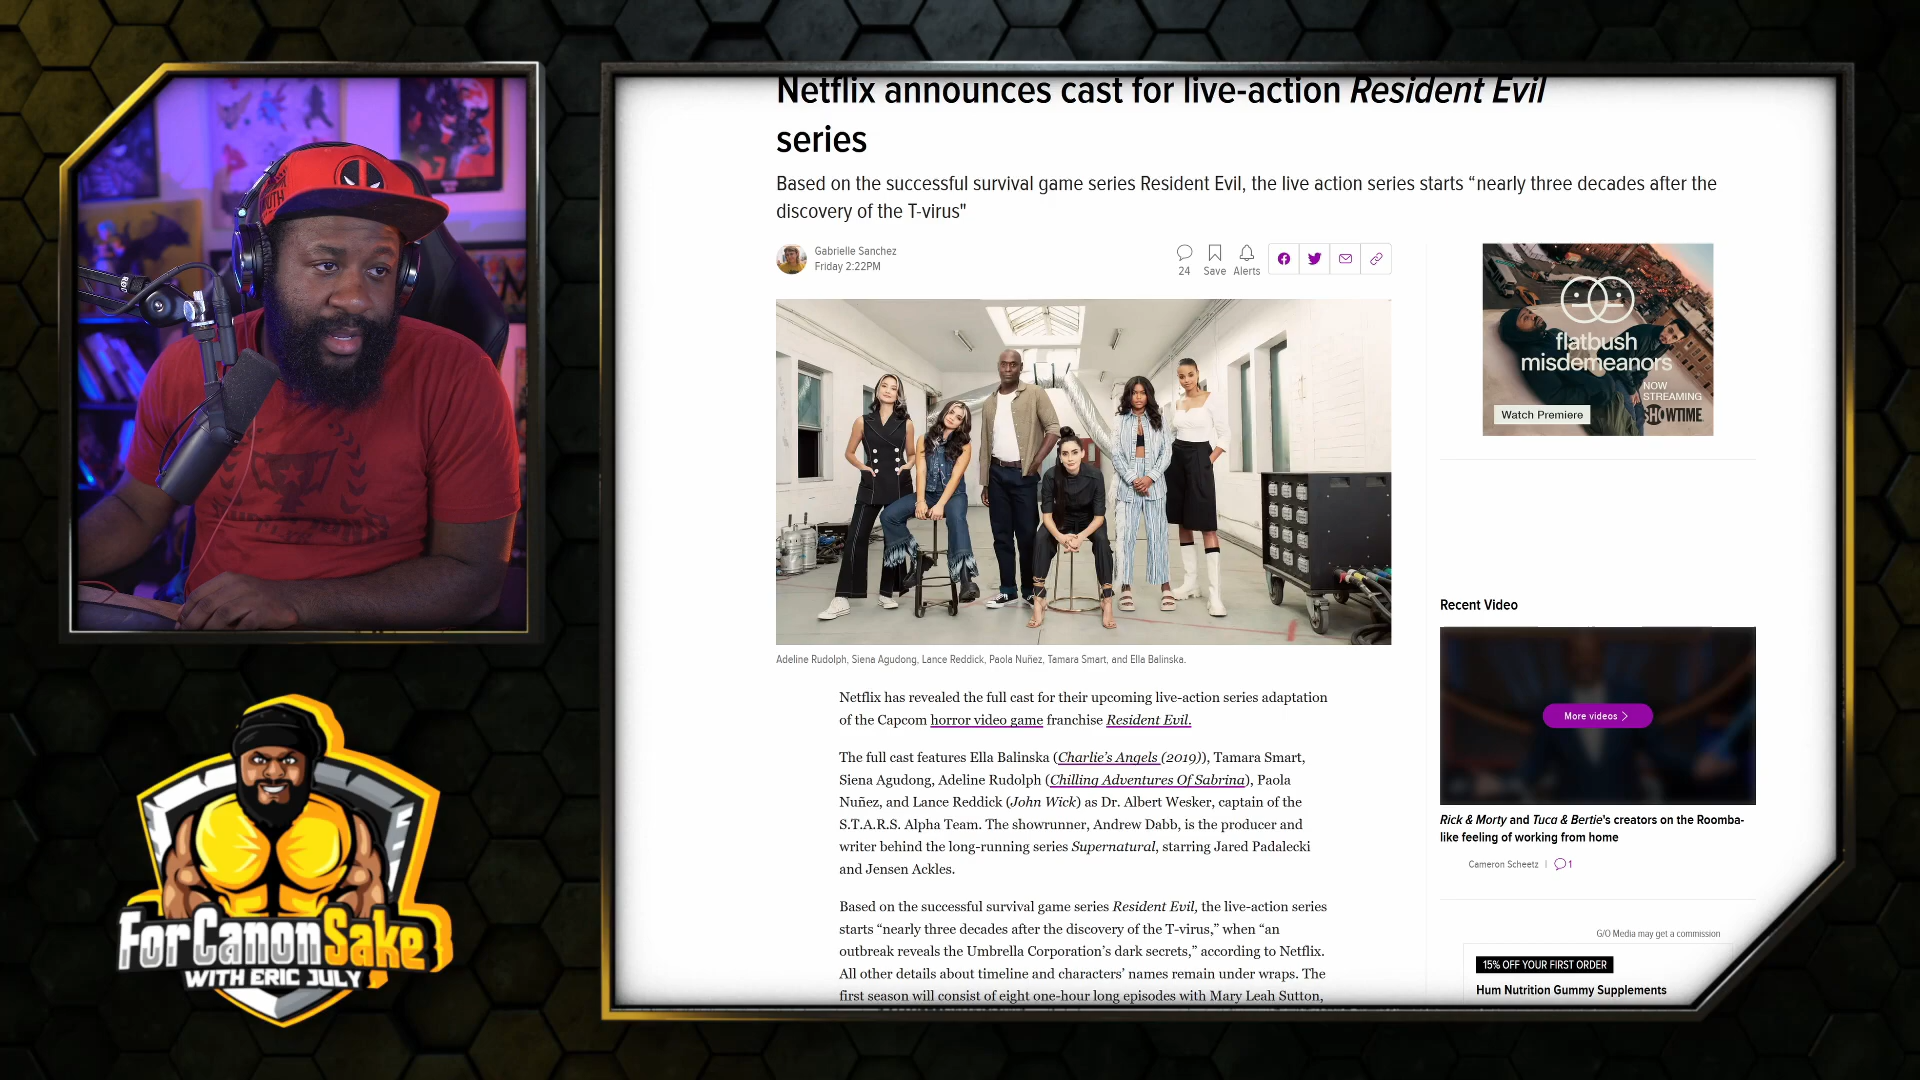 Netflix announces cast for live-action Resident Evil
series
Based on the successful survival game series Resident Evil, the live action series starts “nearly three decades after the
discovery of the T-virus"
Gabrielle Sanchez
Friday 2:22PM
24
Save
Alerts
flatbush
misdemeanors
NOW
STREAMING
SHOWTIME
Watch Premiere
Adeline Rudolph, Siena Agudong, Lance Reddick, Paola Nuñez, Tamara Smart, and Ella Balinska.
Netflix has revealed the full cast for their upcoming live-action series adaptation
of the Capcom horror video game franchise Resident Evil.
The full cast features Ella Balinska (Charlie’s Angels (2019)), Tamara Smart,
Siena Agudong, Adeline Rudolph (Chilling Adventures Of Sabrina), Paola
Nuñez, and Lance Reddick (John Wick) as Dr. Albert Wesker, captain of the
S.T.A.R.S. Alpha Team. The showrunner, Andrew Dabb, is the producer and
writer behind the long-running series Supernatural, starring Jared Padalecki
and Jensen Ackles.
Based on the successful survival game series Resident Evil, the live-action series
starts “nearly three decades after the discovery of the T-virus,” when “an
outbreak reveals the Umbrella Corporation’s dark secrets,” according to Netflix.
All other details about timeline and characters’ names remain under wraps. The
first season will consist of eight one-hour long episodes with Mary Leah Sutton,
Recent Video
More videos
Rick & Morty and Tuca & Bertie's creators on the Roomba-
like feeling of working from home
Cameron Scheetz
1
G/O Media may get a commission
15% OFF YOUR FIRST ORDER
Hum Nutrition Gummy Supplements
ForCanonSake
WITH ERIC JULY